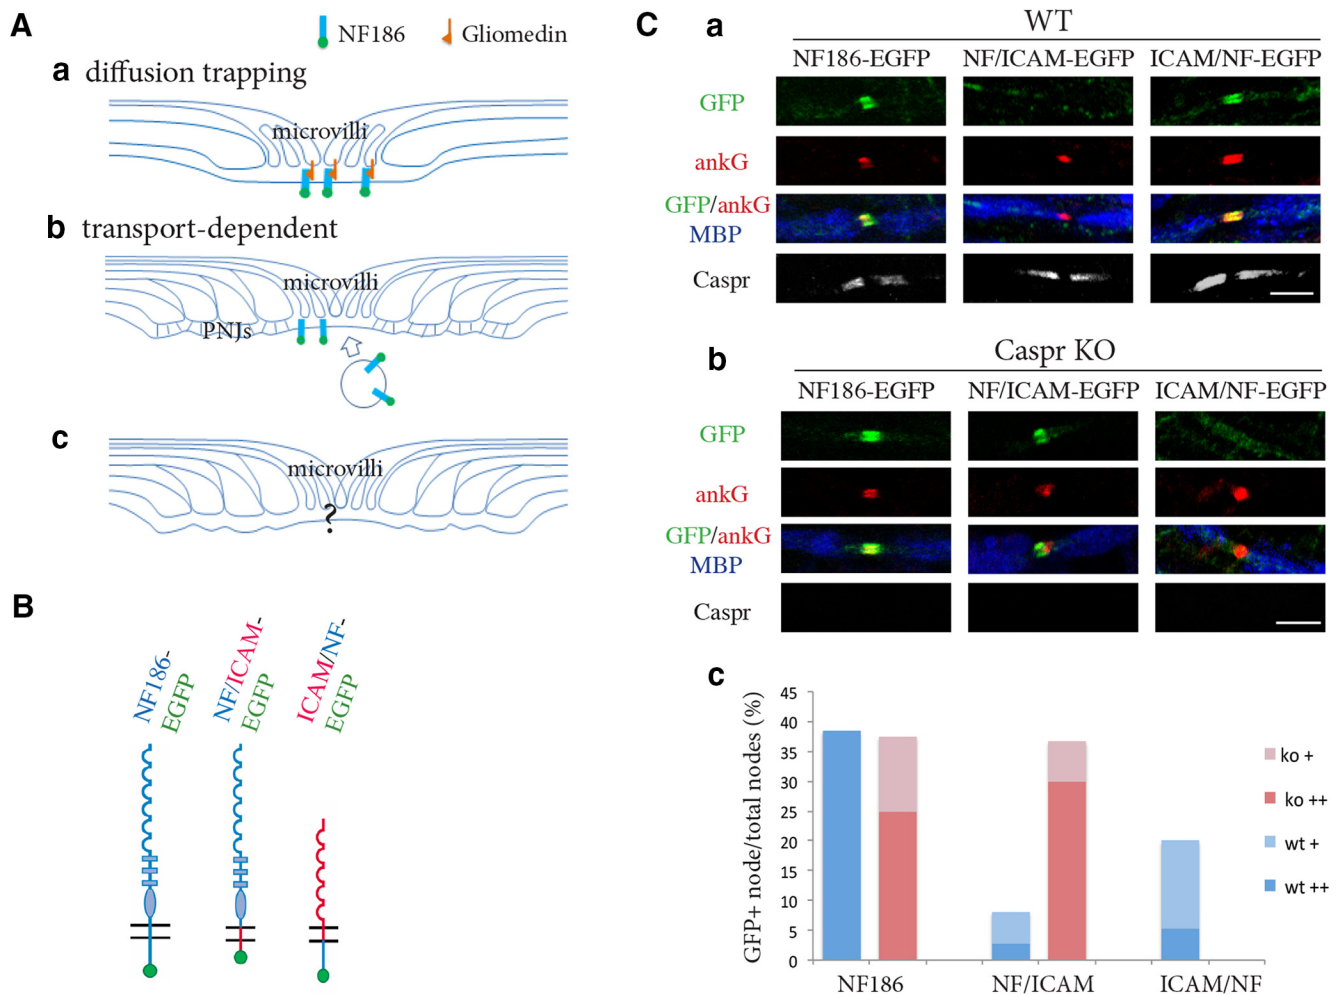 A
NF186
Gliomedin
a diffusion trapping
microvilli
b transport-dependent
microvilli
PNJs
c
microvilli
?
B
NF186-
EGFP
NF/ICAM-
EGFP
ICAM/NF-
EGFP
C
a
WT
NF186-EGFP NF/ICAM-EGFP ICAM/NF-EGFP
GFP
ankG
GFP/ankG
MBP
Caspr
b
Caspr KO
NF186-EGFP NF/ICAM-EGFP ICAM/NF-EGFP
GFP
ankG
GFP/ankG
MBP
Caspr
c
GFP+ node/total nodes (%)
45
40
35
30
25
20
15
10
5
0
NF186 NF/ICAM ICAM/NF
ko +
ko ++
wt +
wt ++